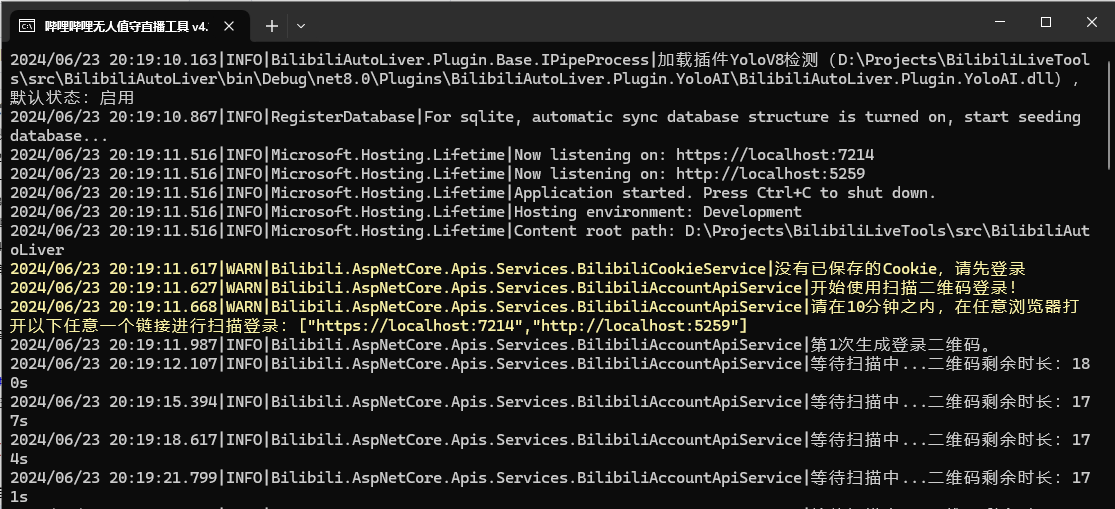 哔哩哔哩无人值守直播工具 v4.
2024/06/23 20:19:10.163|INFO|BilibiliAutoLiver.Plugin.Base.IPipeProcess|加载插件YoloV8检测（D:\Projects\BilibiliLiveTool
s\src\BilibiliAutoLiver\bin\Debug\net8.0\Plugins\BilibiliAutoLiver.Plugin.YoloAI\BilibiliAutoLiver.Plugin.YoloAI.dll），
默认状态：启用
2024/06/23 20:19:10.867|INFO|RegisterDatabase|For sqlite, automatic sync database structure is turned on, start seeding
database...
2024/06/23 20:19:11.516|INFO|Microsoft.Hosting.Lifetime|Now listening on: https://localhost:7214
2024/06/23 20:19:11.516|INFO|Microsoft.Hosting.Lifetime|Now listening on: http://localhost:5259
2024/06/23 20:19:11.516|INFO|Microsoft.Hosting.Lifetime|Application started. Press Ctrl+C to shut down.
2024/06/23 20:19:11.516|INFO|Microsoft.Hosting.Lifetime|Hosting environment: Development
2024/06/23 20:19:11.516|INFO|Microsoft.Hosting.Lifetime|Content root path: D:\Projects\BilibiliLiveTools\src\BilibiliAut
oLiver
2024/06/23 20:19:11.617|WARN|Bilibili.AspNetCore.Apis.Services.BilibiliCookieService|没有已保存的Cookie，请先登录
2024/06/23 20:19:11.627|WARN|Bilibili.AspNetCore.Apis.Services.BilibiliAccountApiService|开始使用扫描二维码登录！
2024/06/23 20:19:11.668|WARN|Bilibili.AspNetCore.Apis.Services.BilibiliAccountApiService|请在10分钟之内，在任意浏览器打
开以下任意一个链接进行扫描登录：["https://localhost:7214","http://localhost:5259"]
2024/06/23 20:19:11.987|INFO|Bilibili.AspNetCore.Apis.Services.BilibiliAccountApiService|第1次生成登录二维码。
2024/06/23 20:19:12.107|INFO|Bilibili.AspNetCore.Apis.Services.BilibiliAccountApiService|等待扫描中...二维码剩余时长：18
0s
2024/06/23 20:19:15.394|INFO|Bilibili.AspNetCore.Apis.Services.BilibiliAccountApiService|等待扫描中...二维码剩余时长：17
7s
2024/06/23 20:19:18.617|INFO|Bilibili.AspNetCore.Apis.Services.BilibiliAccountApiService|等待扫描中...二维码剩余时长：17
4s
2024/06/23 20:19:21.799|INFO|Bilibili.AspNetCore.Apis.Services.BilibiliAccountApiService|等待扫描中...二维码剩余时长：17
1s